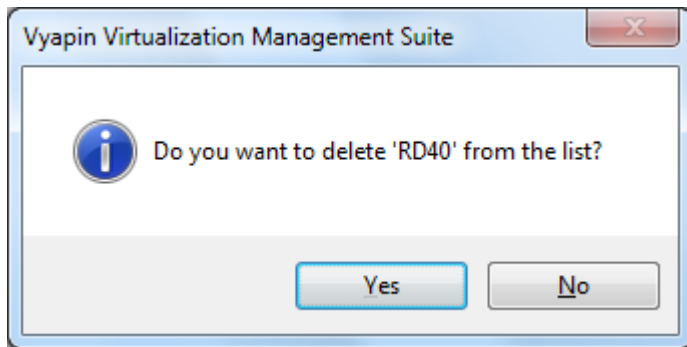 Vyapin Virtualization Management Suite
Do you want to delete 'RD40' from the list?
Yes
No